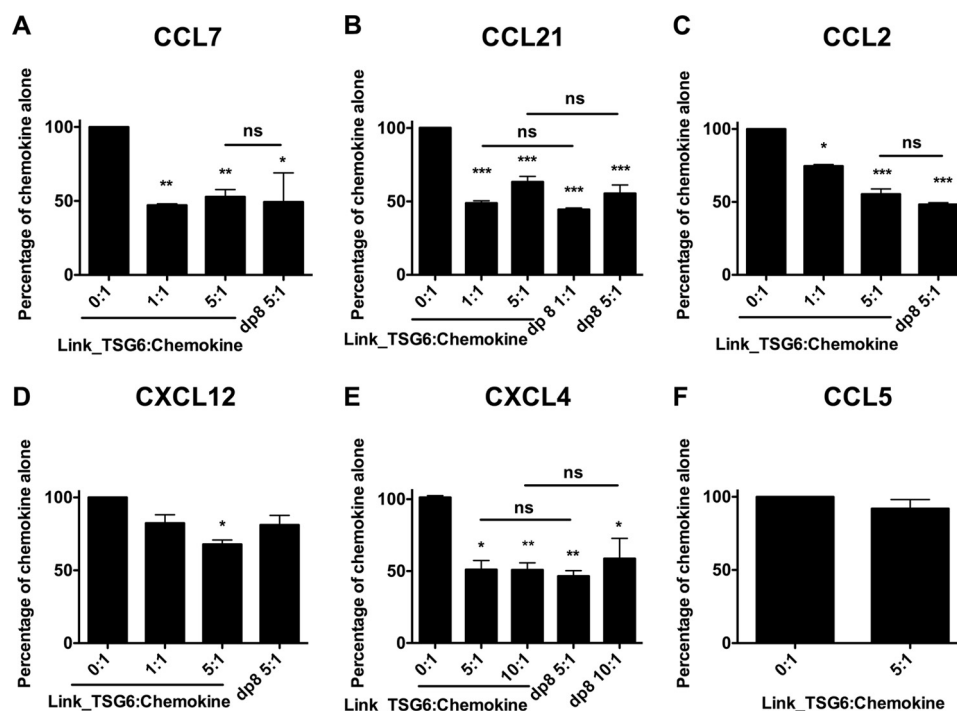 A
CCL7
Percentage of chemokine alone
100
50
0
ns
**
**
*
0:1
1:1
5:1
dp8 5:1
Link_TSG6:Chemokine
B
CCL21
Percentage of chemokine alone
100
50
0
ns
ns
***
***
***
***
0:1
1:1
5:1
dp 8 1:1
dp8 5:1
Link_TSG6:Chemokine
C
CCL2
Percentage of chemokine alone
100
50
0
ns
*
***
***
0:1
1:1
5:1
dp8 5:1
Link_TSG6:Chemokine
D
CXCL12
Percentage of chemokine alone
100
50
0
*
0:1
1:1
5:1
dp8 5:1
Link_TSG6:Chemokine
E
CXCL4
Percentage of chemokine alone
100
50
0
ns
ns
*
**
**
*
0:1
5:1
10:1
dp8 5:1
dp8 10:1
Link_TSG6:Chemokine
F
CCL5
Percentage of chemokine alone
100
50
0
0:1
5:1
Link_TSG6:Chemokine